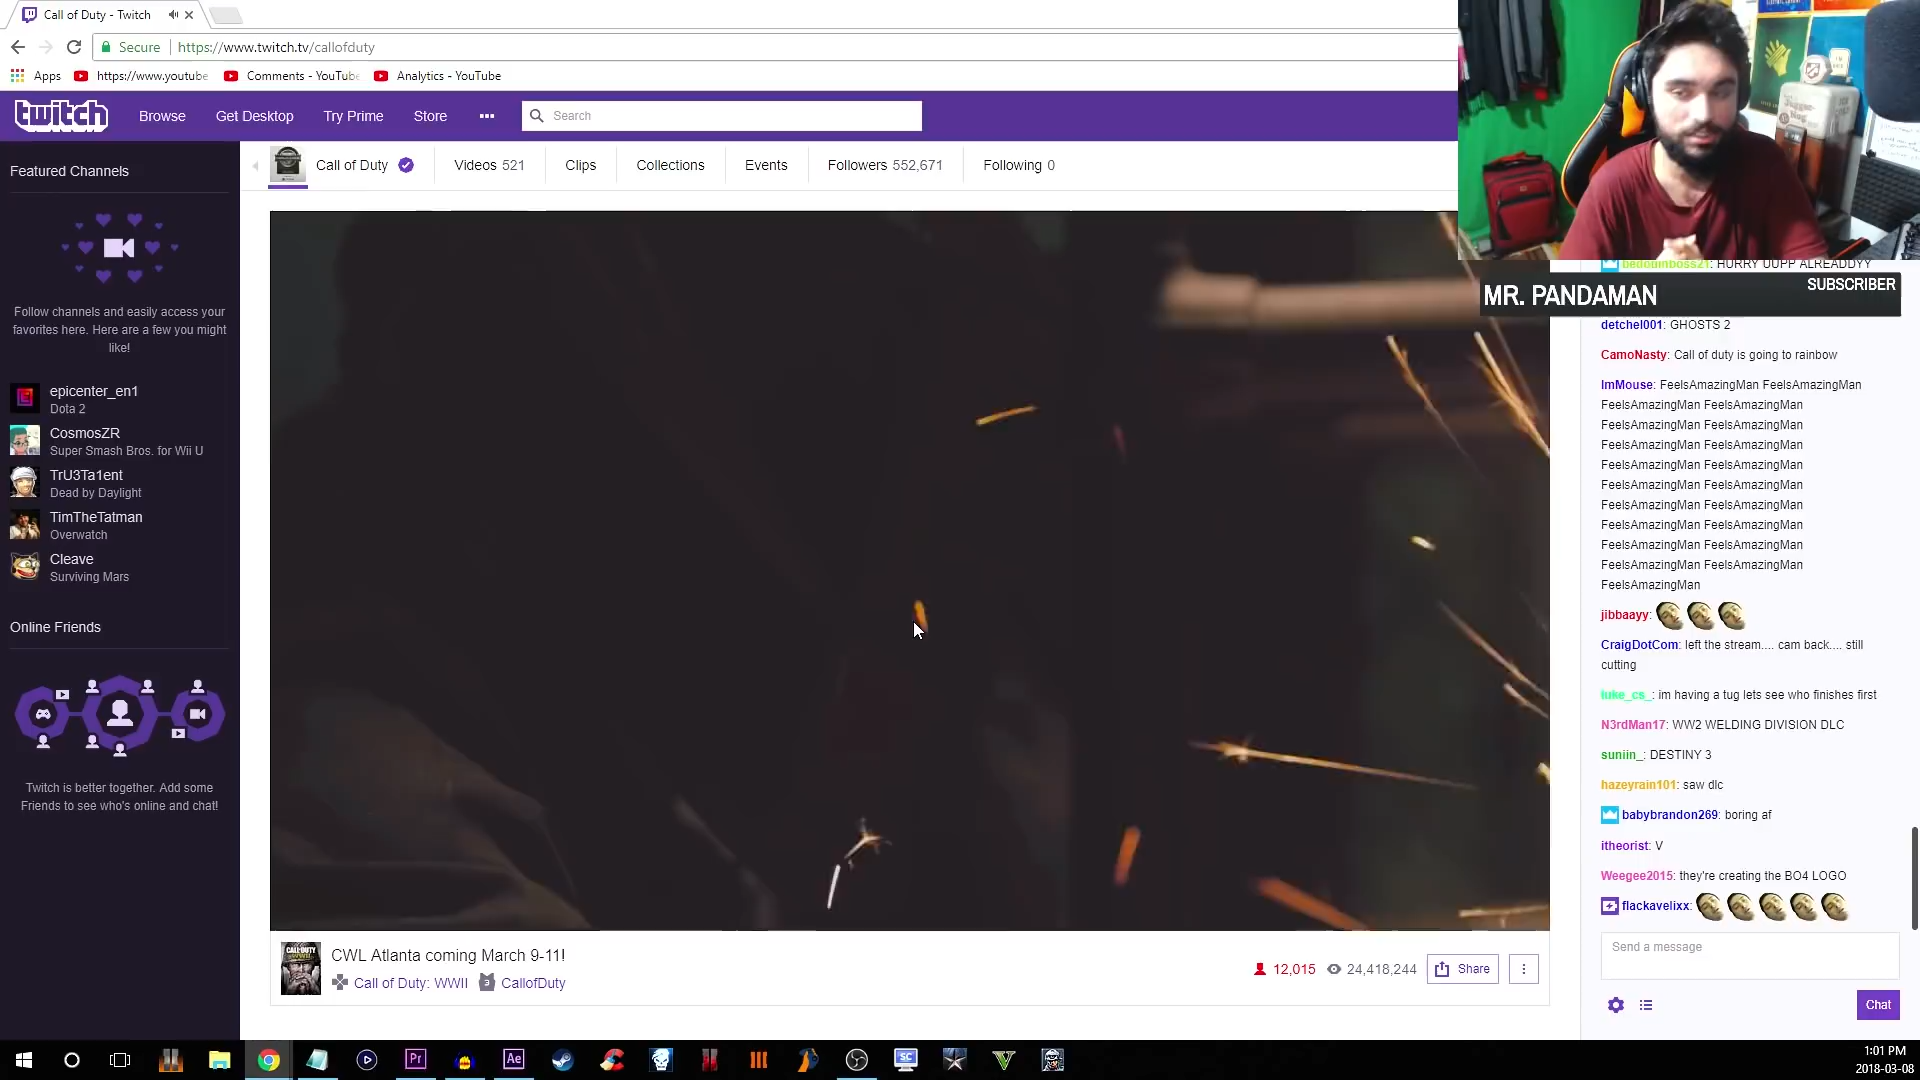 Call of Duty - Twitch
Secure
https://www.twitch.tv/callofduty
Apps
https://www.youtube
Comments - YouTube
Analytics - YouTube
twitch
Browse
Get Desktop
Try Prime
Store
Search
Featured Channels
Call of Duty
Videos 521
Clips
Collections
Events
Followers 552,671
Following 0
Follow channels and easily access your
favorites here. Here are a few you might
like!
epicenter_en1
Dota 2
CosmosZR
Super Smash Bros. for Wii U
TrU3Ta1ent
Dead by Daylight
TimTheTatman
Overwatch
Cleave
Surviving Mars
Online Friends
Twitch is better together. Add some
Friends to see who's online and chat!
CWL Atlanta coming March 9-11!
Call of Duty: WWII
CallofDuty
12,015
24,418,244
Share
bedouinboss21: HURRY UUPP ALREADDYY
MR. PANDAMAN
SUBSCRIBER
detchel001: GHOSTS 2
CamoNasty: Call of duty is going to rainbow
ImMouse: FeelsAmazingMan FeelsAmazingMan
FeelsAmazingMan FeelsAmazingMan
FeelsAmazingMan FeelsAmazingMan
FeelsAmazingMan FeelsAmazingMan
FeelsAmazingMan FeelsAmazingMan
FeelsAmazingMan FeelsAmazingMan
FeelsAmazingMan FeelsAmazingMan
FeelsAmazingMan FeelsAmazingMan
FeelsAmazingMan FeelsAmazingMan
FeelsAmazingMan FeelsAmazingMan
FeelsAmazingMan
jibbaayy:
CraigDotCom: left the stream.... cam back.... still
cutting
luke_cs_: im having a tug lets see who finishes first
N3rdMan17: WW2 WELDING DIVISION DLC
suniin_: DESTINY 3
hazeyrain101: saw dlc
babybrandon269: boring af
itheorist: V
Weegee2015: they're creating the BO4 LOGO
flackavelixx:
Send a message
Chat
Pr
Ae
SC
1:01 PM
2018-03-08